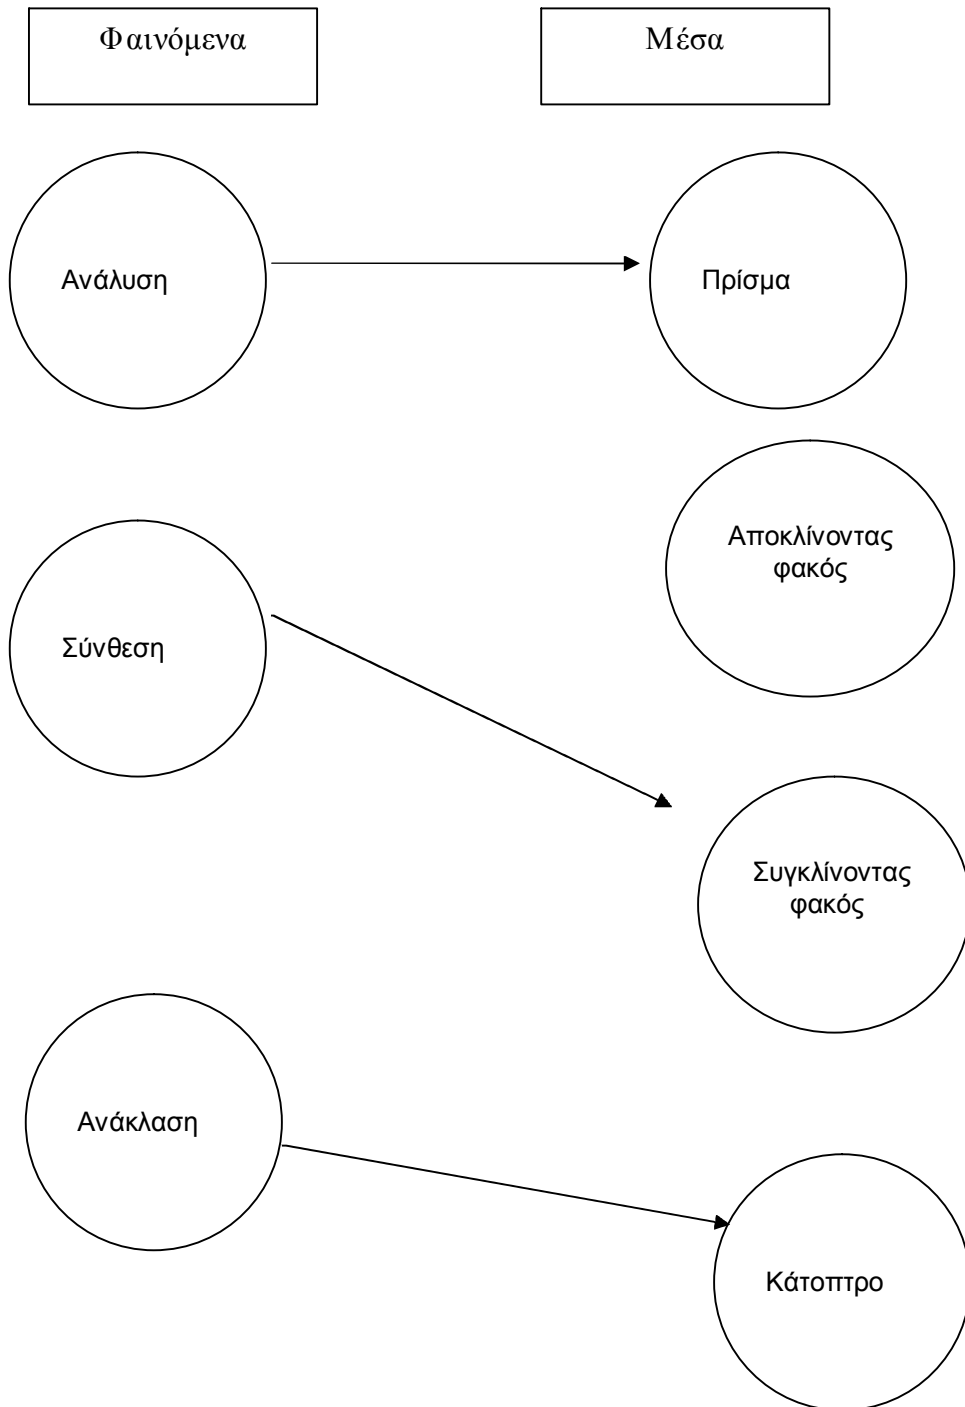 Φαινόμενα
Μέσα
Ανάλυση
Πρίσμα
Αποκλίνοντας
φακός
Σύνθεση
Συγκλίνοντας
φακός
Ανάκλαση
Κάτοπτρο